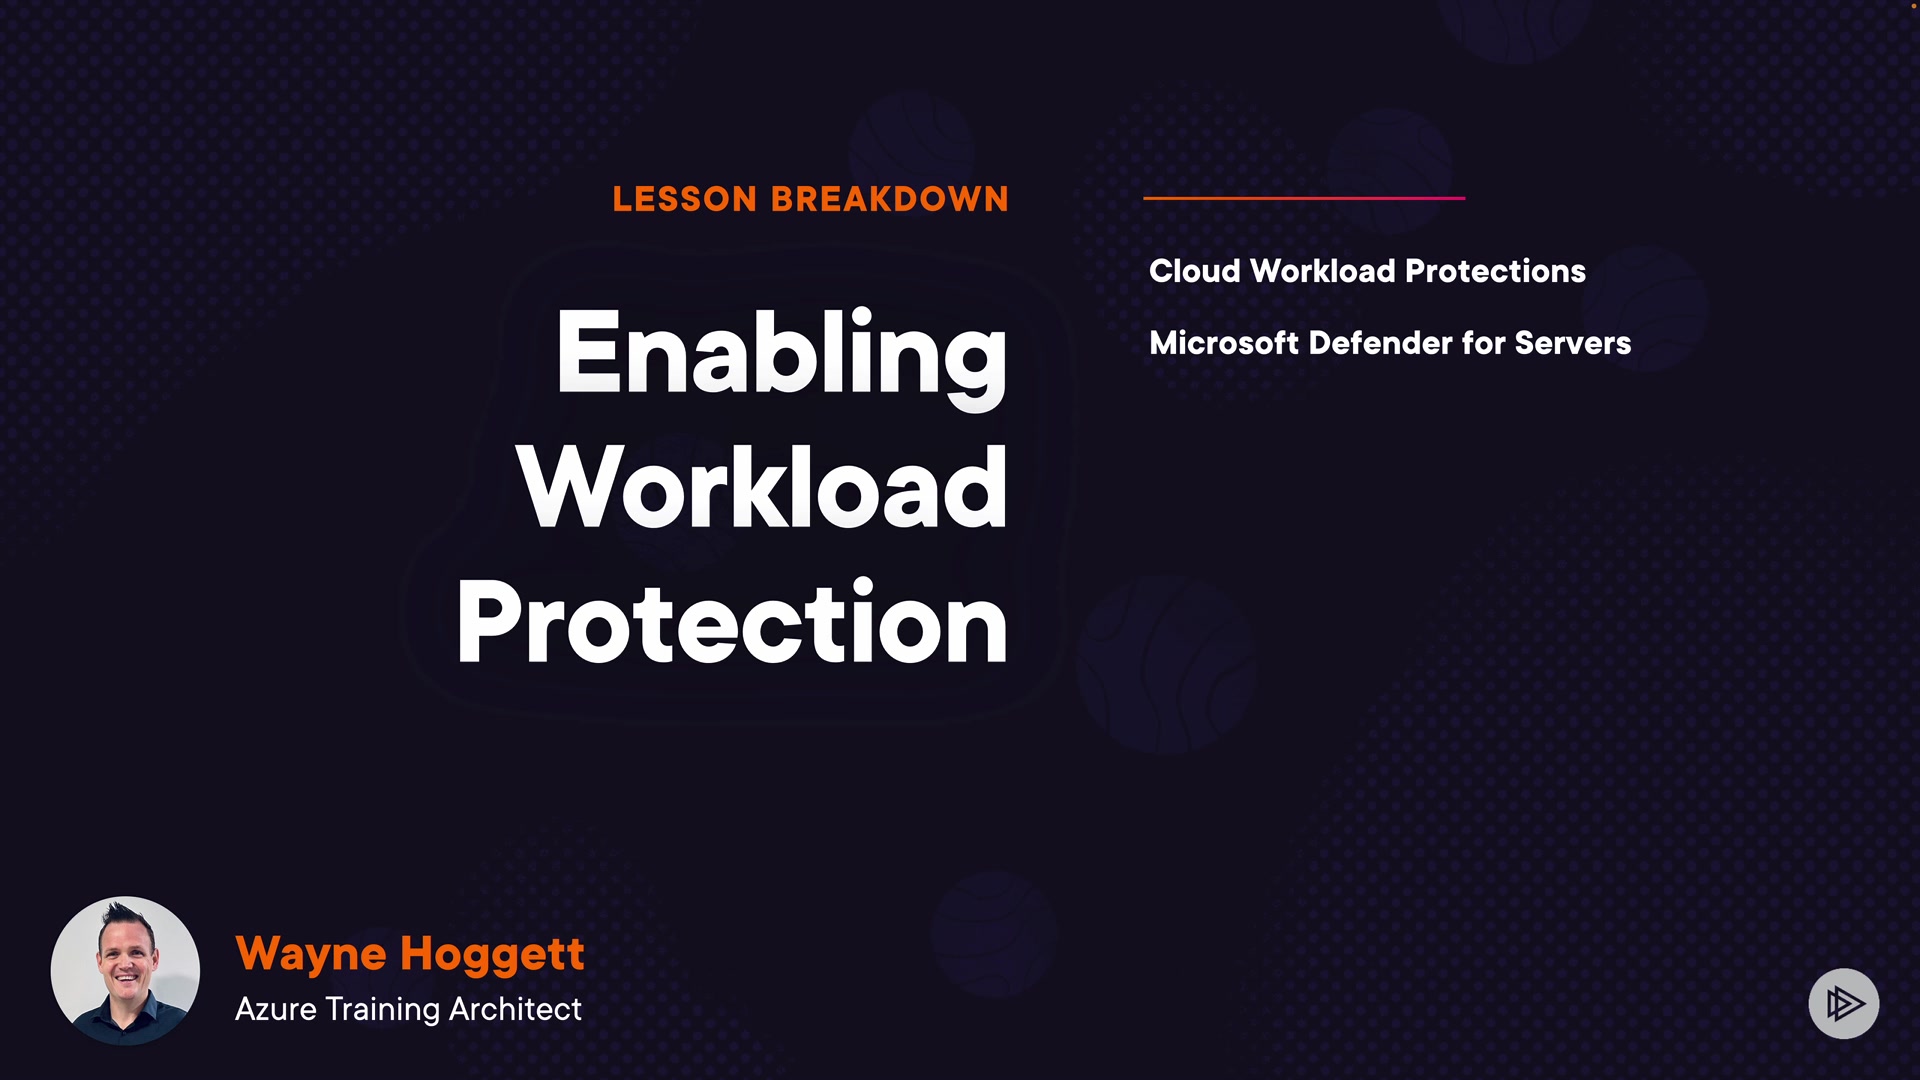 LESSON BREAKDOWN
Enabling
Workload
Protection
Cloud Workload Protections
Microsoft Defender for Servers
Wayne Hoggett
Azure Training Architect